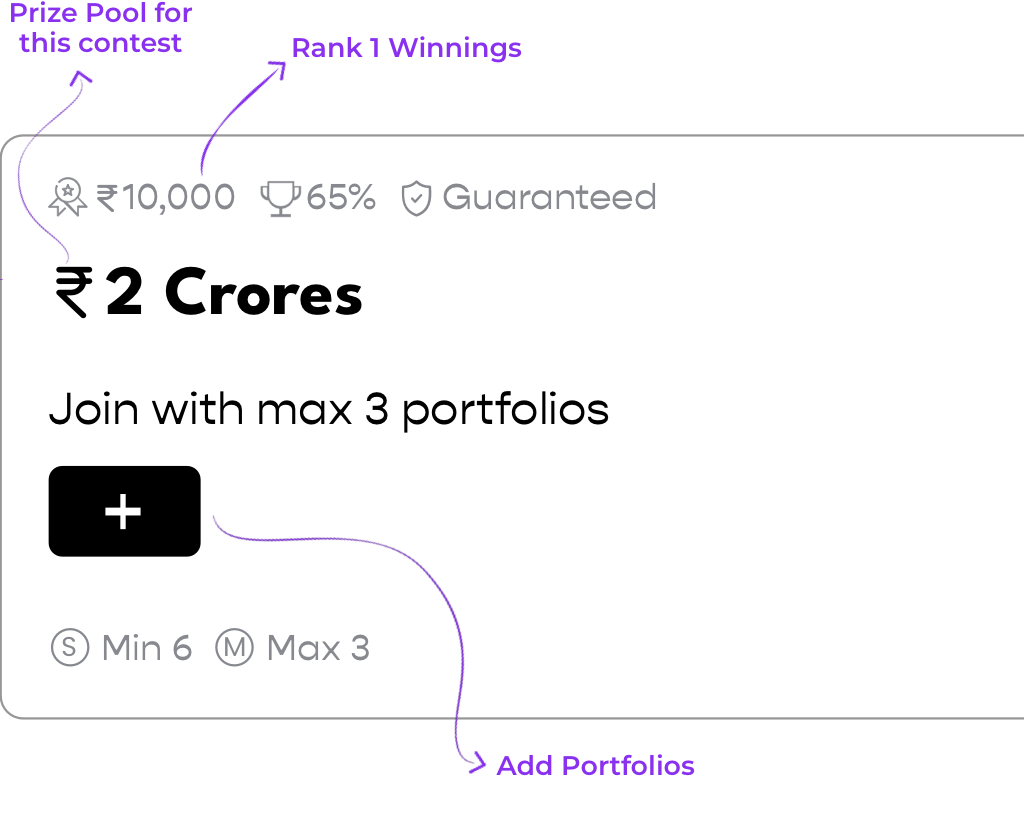 Prize Pool for
this contest
Rank 1 Winnings
₹10,000 65% Guaranteed
₹2 Crores
Join with max 3 portfolios
+
S Min 6 M Max 3
Add Portfolios